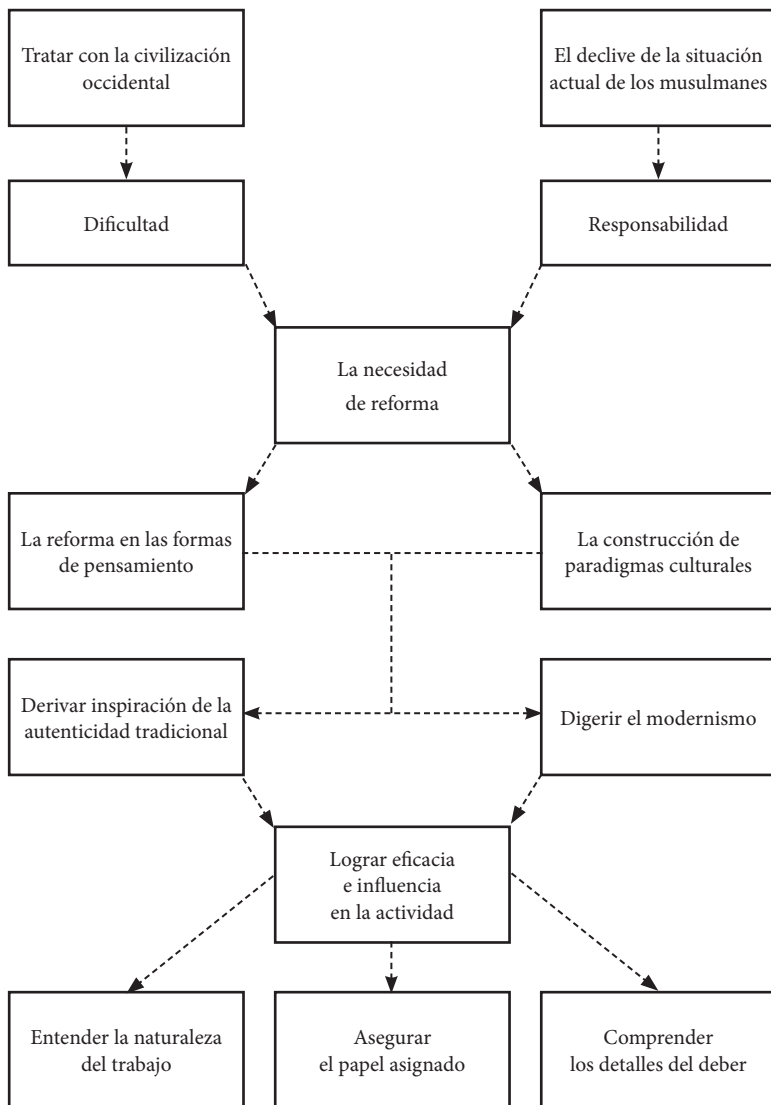 Tratar con la civilización
occidental
El declive de la situación
actual de los musulmanes
Dificultad
Responsabilidad
La necesidad
de reforma
La reforma en las formas
de pensamiento
La construcción de
paradigmas culturales
Derivar inspiración de la
autenticidad tradicional
Digerir el modernismo
Lograr eficacia
e influencia
en la actividad
Entender la naturaleza
del trabajo
Asegurar
el papel asignado
Comprender
los detalles del deber